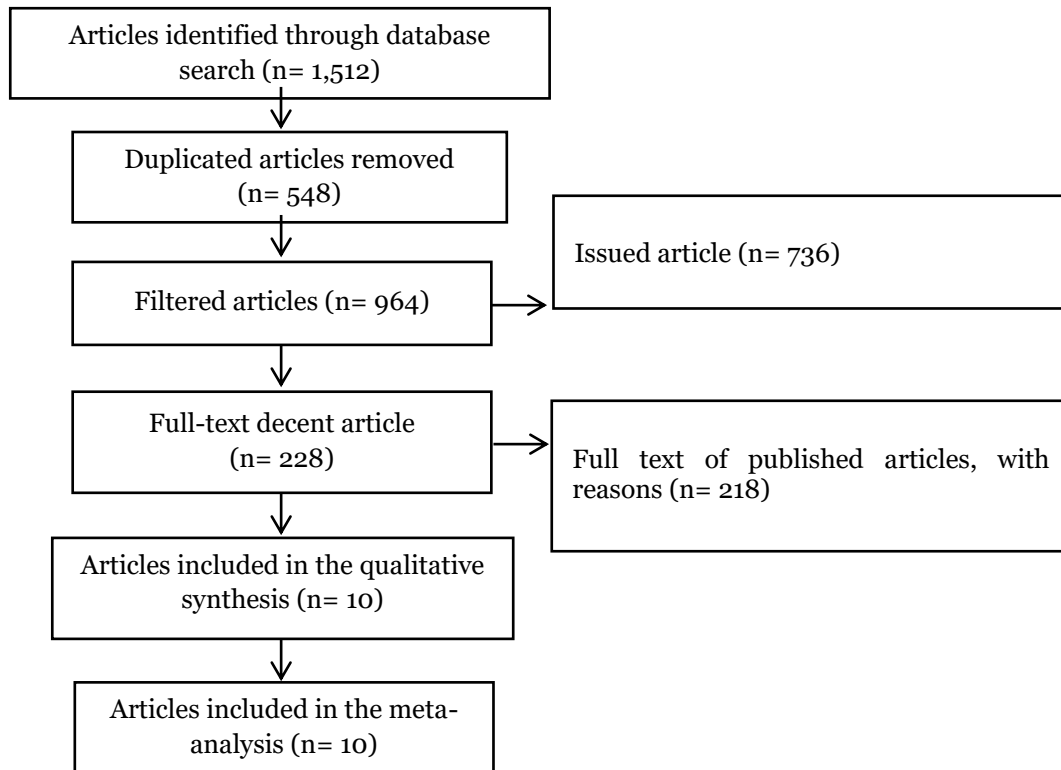 Articles identified through database
search (n= 1,512)
Duplicated articles removed
(n= 548)
Filtered articles (n= 964)
Issued article (n= 736)
Full-text decent article
(n= 228)
Full text of published articles, with
reasons (n= 218)
Articles included in the qualitative
synthesis (n= 10)
Articles included in the meta-
analysis (n= 10)